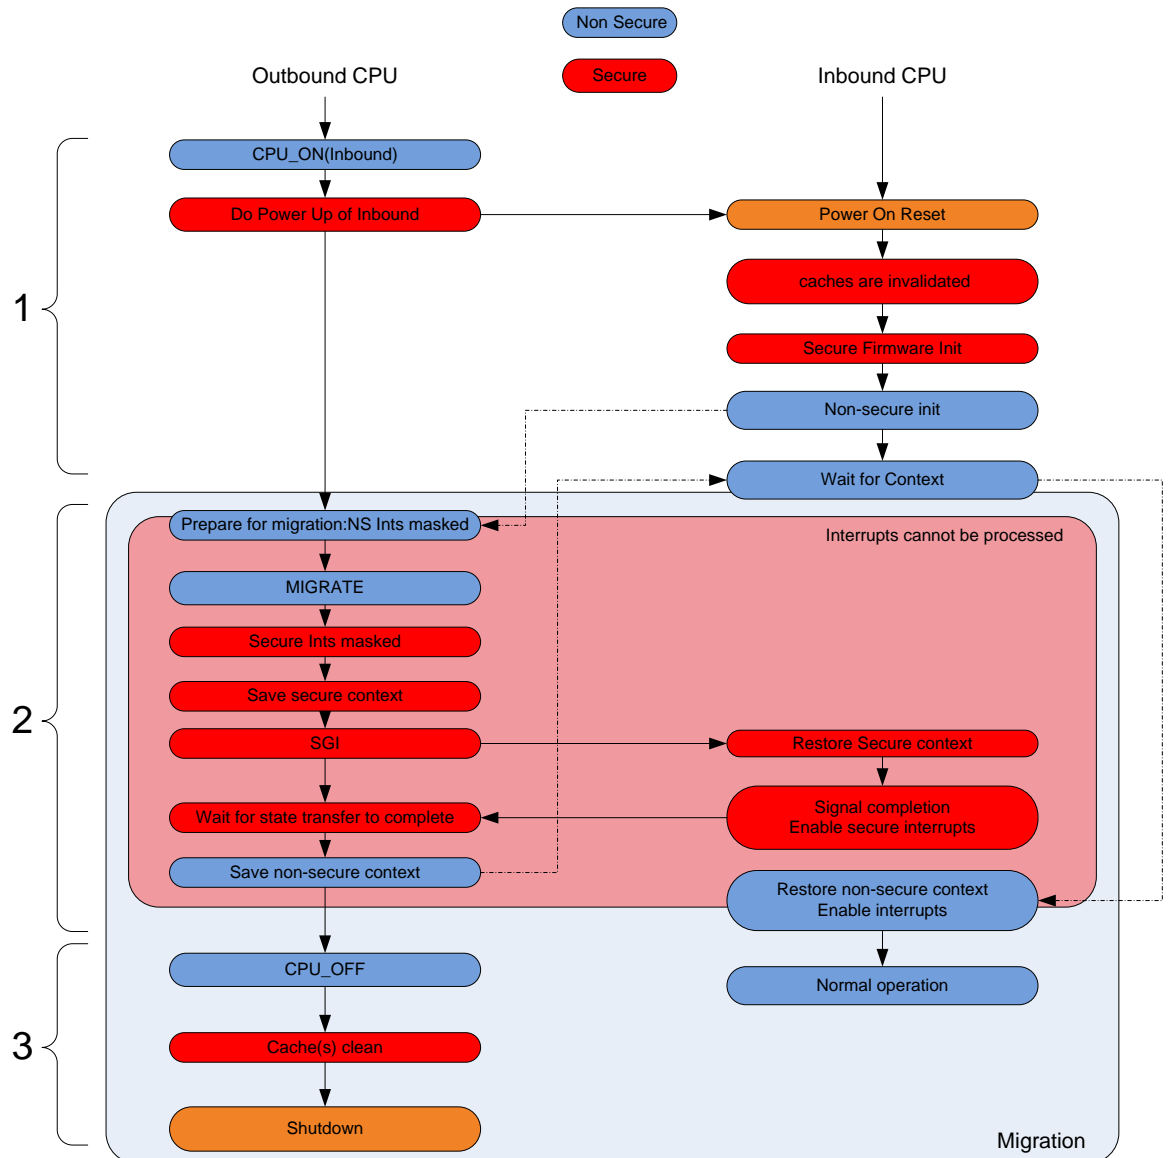 Non Secure
Secure
Outbound CPU
Inbound CPU
1
CPU_ON(Inbound)
Do Power Up of Inbound
Power On Reset
caches are invalidated
Secure Firmware Init
Non-secure init
Wait for Context
2
Prepare for migration:NS Ints masked
Interrupts cannot be processed
MIGRATE
Secure Ints masked
Save secure context
SGI
Restore Secure context
Wait for state transfer to complete
Signal completion
Enable secure interrupts
Save non-secure context
Restore non-secure context
Enable interrupts
3
CPU_OFF
Normal operation
Cache(s) clean
Shutdown
Migration